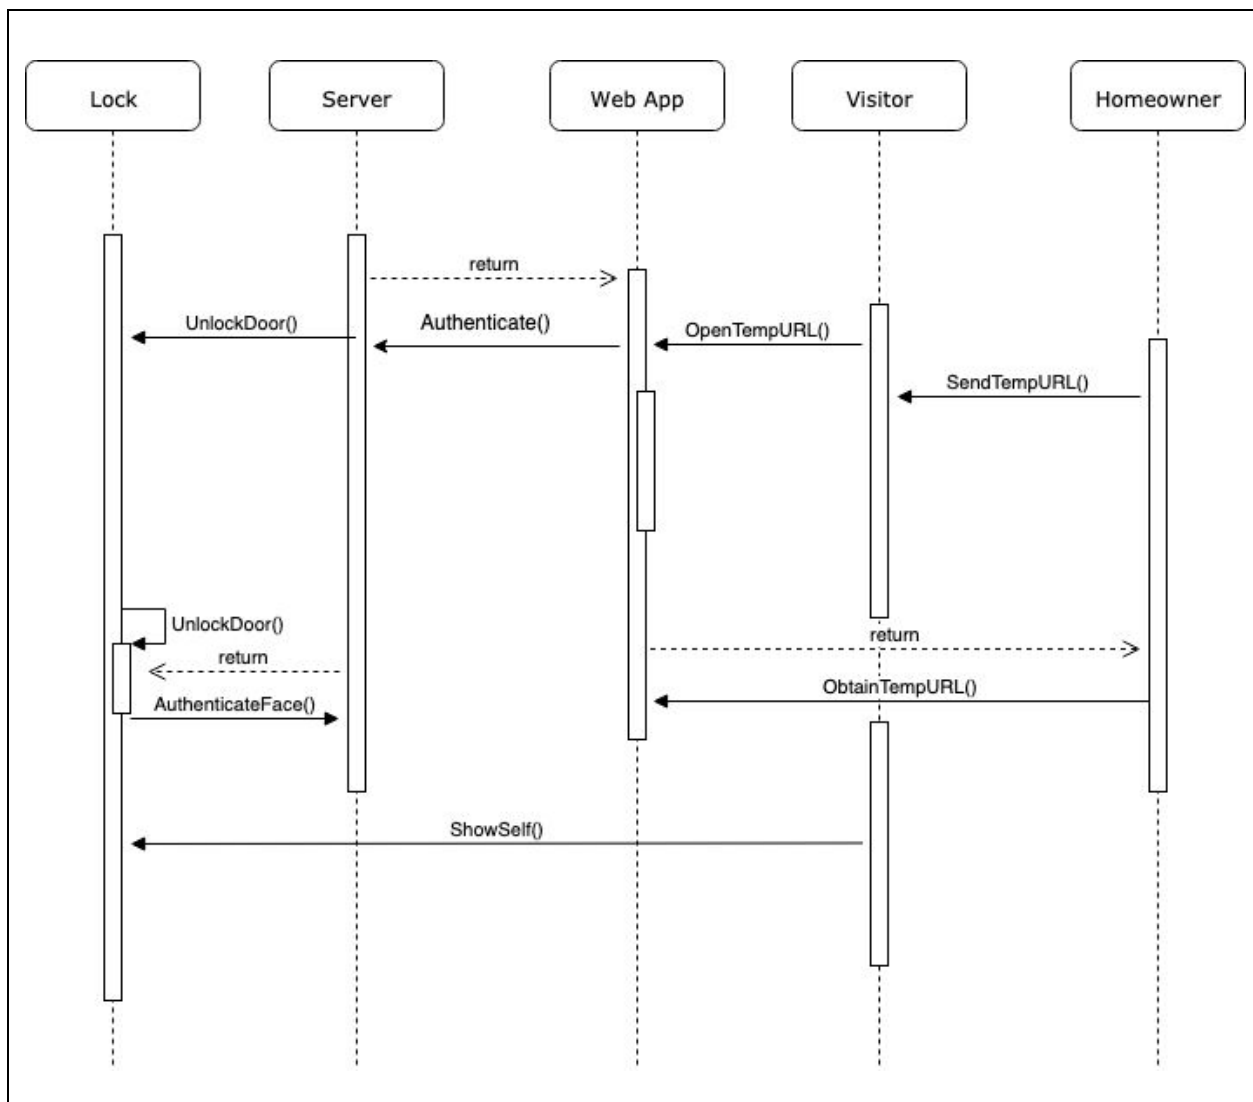 Lock
Server
Web App
Visitor
Homeowner
return
UnlockDoor()
Authenticate()
OpenTempURL()
SendTempURL()
UnlockDoor()
return
return
ObtainTempURL()
AuthenticateFace()
ShowSelf()